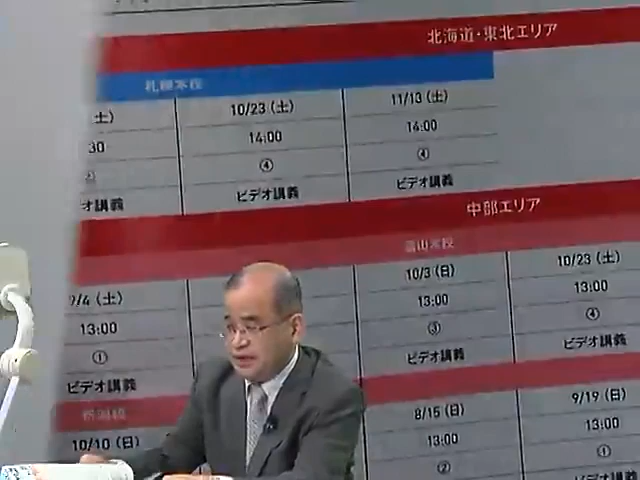 北海道・東北エリア
札幌本校
土)
10/23 (土)
11/13 (土)
30
14:00
14:00
④
④
オ講義
ビデオ講義
ビデオ講義
中部エリア
富山本校
9/4 (土)
10/3 (日)
10/23 (土)
13:00
13:00
13:00
①
③
④
ビデオ講義
ビデオ講義
ビデオ講義
10/10 (日)
8/15 (日)
9/19 (日)
13:00
13:00
②
①
ビデオ講義